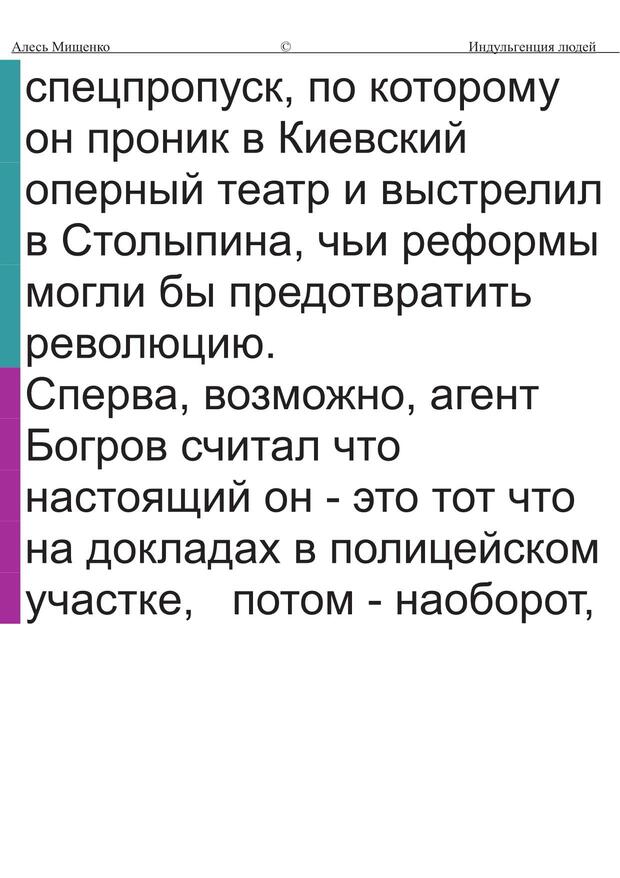 Алесь Мищенко © Индульгенция людей
спецпропуск, по которому
он проник в Киевский
оперный театр и выстрелил
в Столыпина, чьи реформы
могли бы предотвратить
революцию.
Сперва, возможно, агент
Богров считал что
настоящий он - это тот что
на докладах в полицейском
участке,   потом - наоборот,